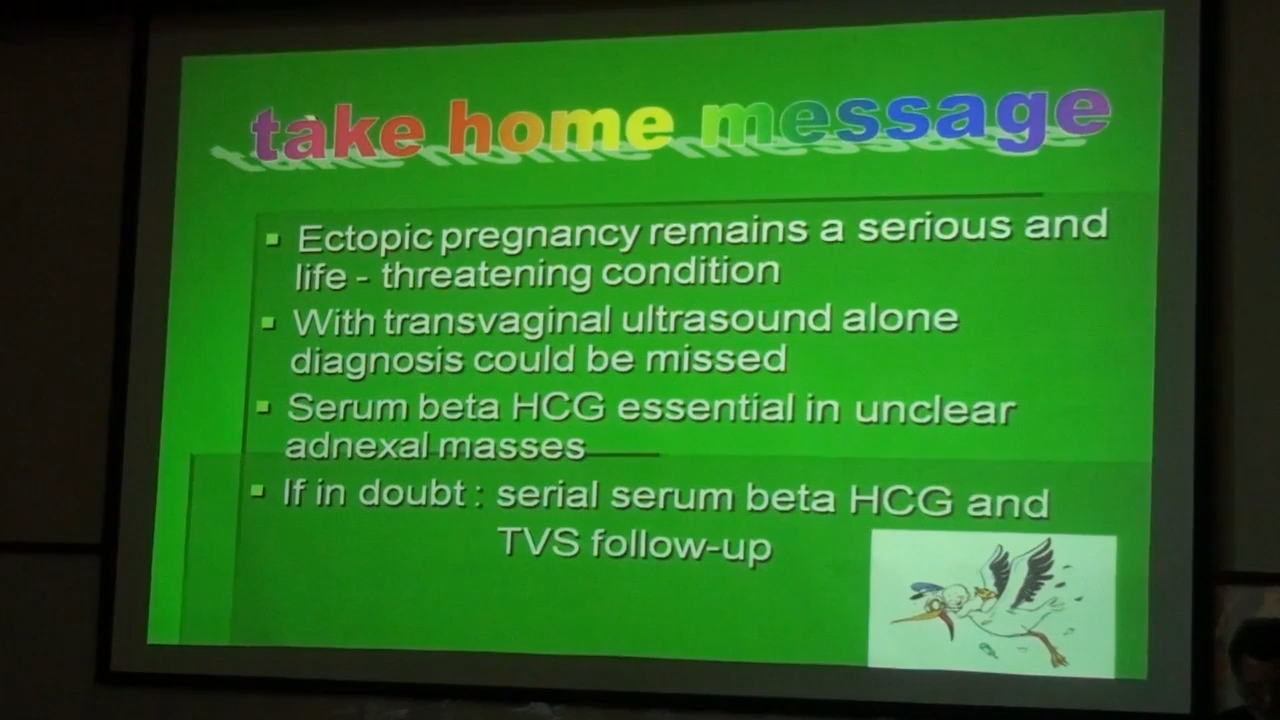 take home message
Ectopic pregnancy remains a serious and
life - threatening condition
With transvaginal ultrasound alone
diagnosis could be missed
Serum beta HCG essential in unclear
adnexal masses
If in doubt : serial serum beta HCG and
TVS follow-up